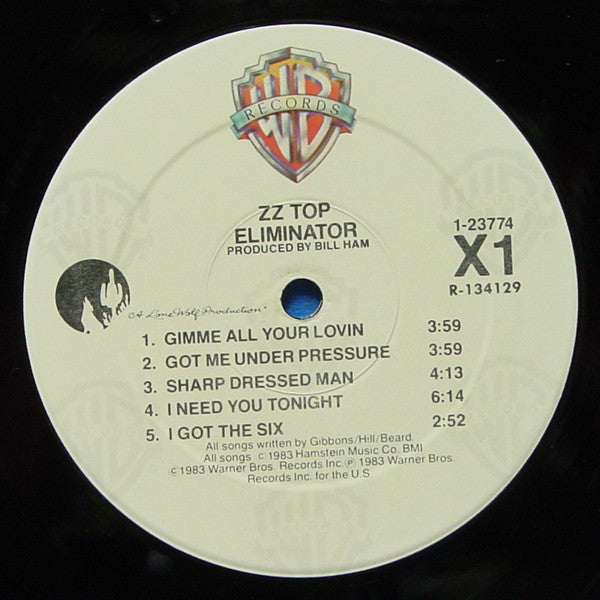 WB
RECORDS
ZZ TOP
ELIMINATOR
PRODUCED BY BILL HAM
1-23774
X1
R-134129
A Lone Wolf Production
1. GIMME ALL YOUR LOVIN 3:59
2. GOT ME UNDER PRESSURE 3:59
3. SHARP DRESSED MAN 4:13
4. I NEED YOU TONIGHT 6:14
5. I GOT THE SIX 2:52
All songs written by Gibbons/Hill/Beard.
All songs © 1983 Hamstein Music Co. BMI
© 1983 Warner Bros. Records Inc. ℗ 1983 Warner Bros.
Records Inc. for the U.S